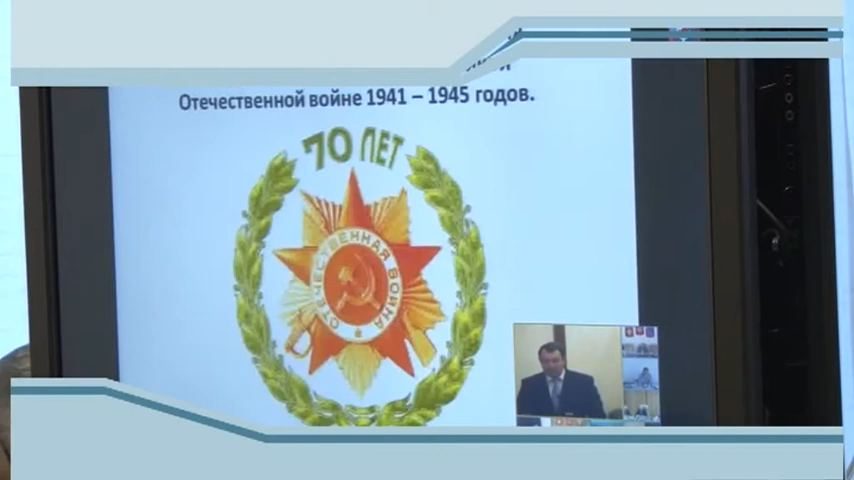 Отечественной войне 1941 – 1945 годов.
70 ЛЕТ
ОТЕЧЕСТВЕННАЯ ВОЙНА